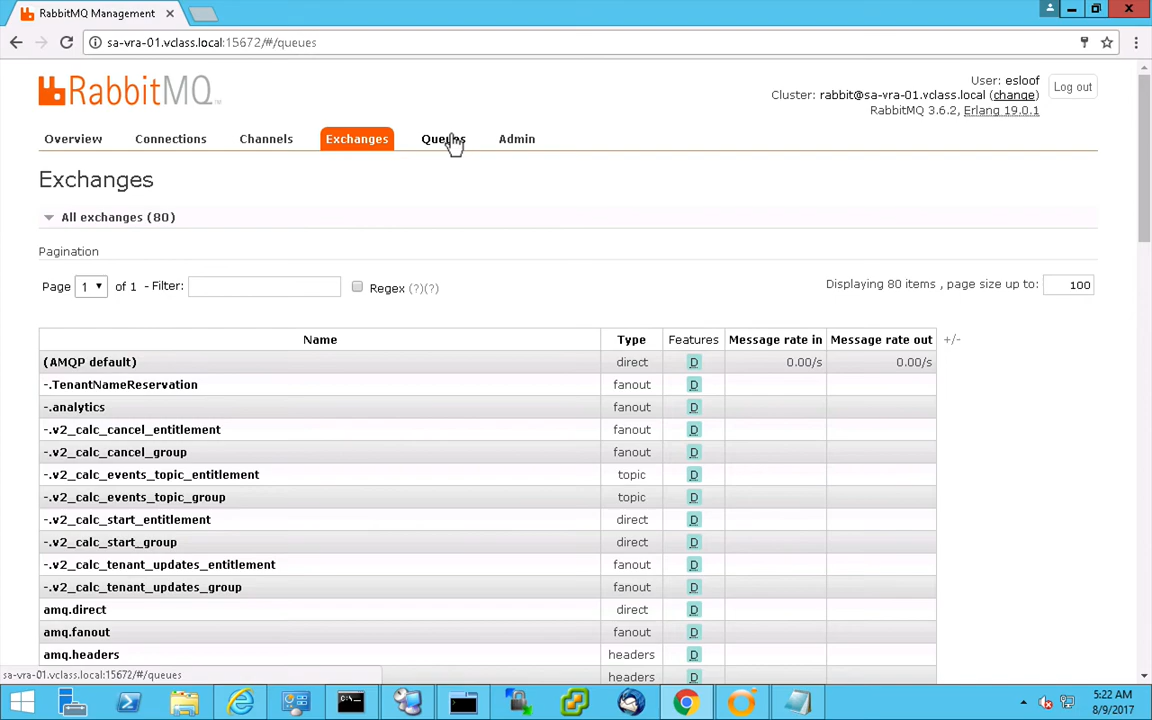 RabbitMQ Management
sa-vra-01.vclass.local:15672/#/queues
RabbitMQ™
User: esloof
Log out
Cluster: rabbit@sa-vra-01.vclass.local (change)
RabbitMQ 3.6.2, Erlang 19.0.1
Overview Connections Channels Exchanges Queues Admin
Exchanges
All exchanges (80)
Pagination
Page 1 of 1 - Filter: Regex (?)(?) Displaying 80 items , page size up to: 100
Name Type Features Message rate in Message rate out +/-
(AMQP default) direct D 0.00/s 0.00/s
-.TenantNameReservation fanout D
-.analytics fanout D
-.v2_calc_cancel_entitlement fanout D
-.v2_calc_cancel_group fanout D
-.v2_calc_events_topic_entitlement topic D
-.v2_calc_events_topic_group topic D
-.v2_calc_start_entitlement direct D
-.v2_calc_start_group direct D
-.v2_calc_tenant_updates_entitlement fanout D
-.v2_calc_tenant_updates_group fanout D
amq.direct direct D
amq.fanout fanout D
amq.headers headers D
headers D
sa-vra-01.vclass.local:15672/#/queues
5:22 AM
8/9/2017